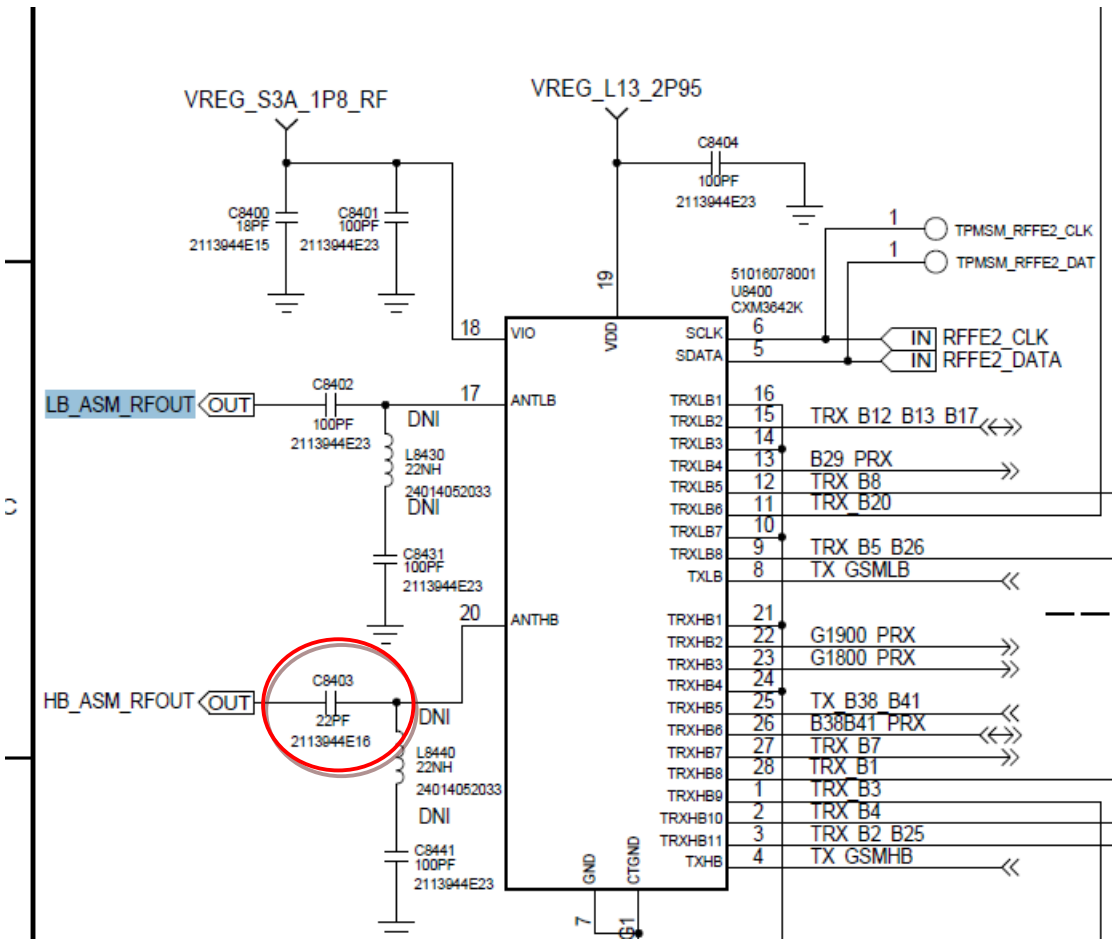 VREG_S3A_1P8_RF
VREG_L13_2P95
C8404
100PF
2113944E23
C8400
18PF
2113944E15
C8401
100PF
2113944E23
1
TPMSM_RFFE2_CLK
1
TPMSM_RFFE2_DAT
19
51016078001
U8400
CXM3642K
18
VIO
VDD
SCLK
6
IN
RFFE2_CLK
SDATA
5
IN
RFFE2_DATA
LB_ASM_RFOUT
OUT
C8402
100PF
2113944E23
17
ANTLB
DNI
L8430
22NH
24014052033
DNI
C8431
100PF
2113944E23
TRXLB1
16
TRXLB2
15
TRX_B12_B13_B17
TRXLB3
14
TRXLB4
13
B29_PRX
TRXLB5
12
TRX_B8
TRXLB6
11
TRX_B20
TRXLB7
10
TRXLB8
9
TRX_B5_B26
TXLB
8
TX_GSMLB
C
20
ANTHB
HB_ASM_RFOUT
OUT
C8403
22PF
2113944E16
DNI
L8440
22NH
24014052033
DNI
C8441
100PF
2113944E23
TRXHB1
21
TRXHB2
22
G1900_PRX
TRXHB3
23
G1800_PRX
TRXHB4
24
TRXHB5
25
TX_B38_B41
TRXHB6
26
B38B41_PRX
TRXHB7
27
TRX_B7
TRXHB8
28
TRX_B1
TRXHB9
1
TRX_B3
TRXHB10
2
TRX_B4
TRXHB11
3
TRX_B2_B25
TXHB
4
TX_GSMHB
GND
CTGND
7
G1